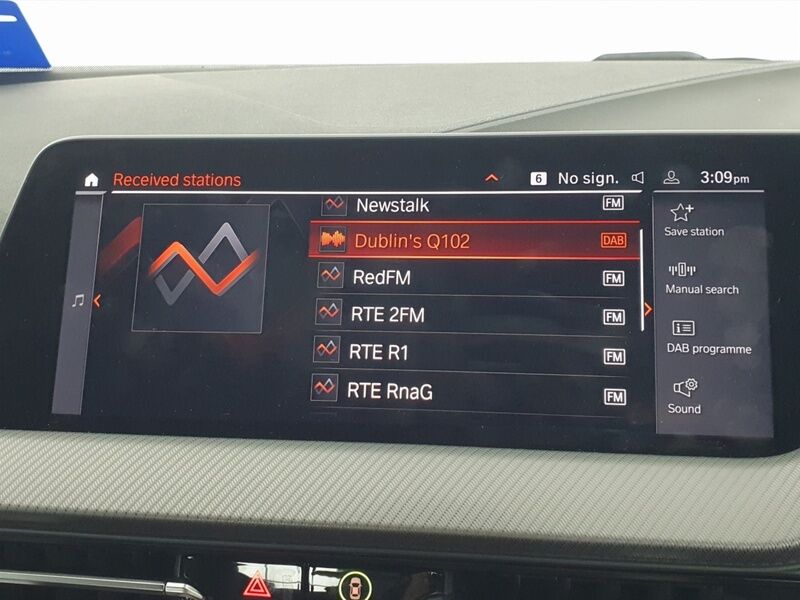 Received stations
6 No sign. 3:09pm
Newstalk FM
Dublin's Q102 DAB
RedFM FM
RTE 2FM FM
RTE R1 FM
RTE RnaG FM
Save station
Manual search
DAB programme
Sound